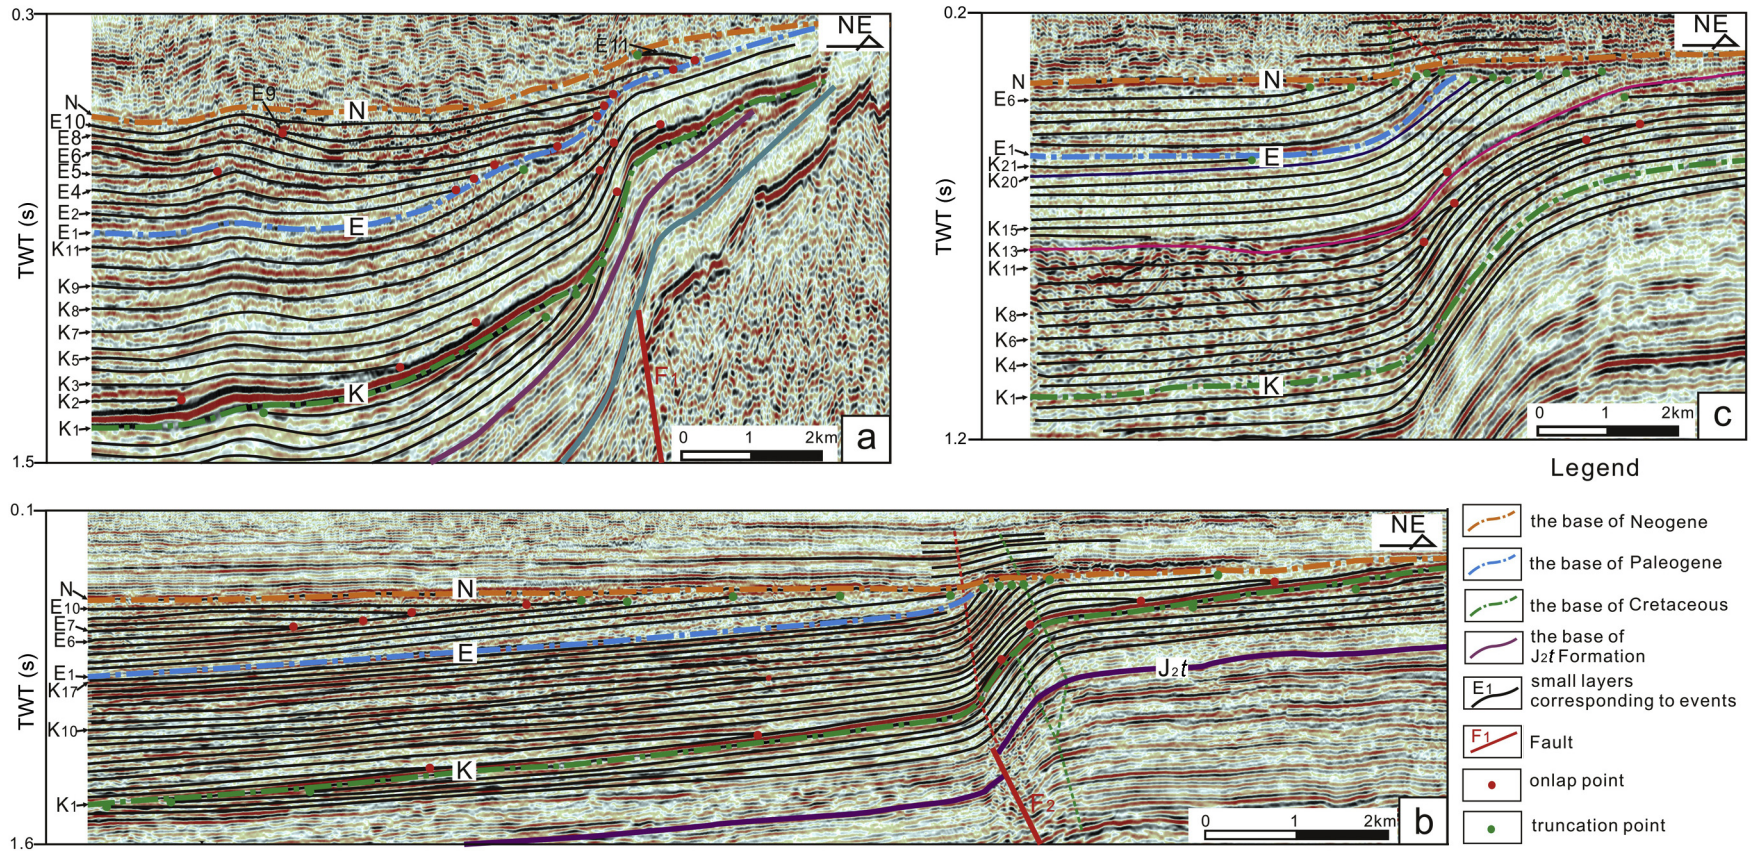 0.3
NE
E11
E9
N
N
E10
E8
E6
E5
E4
E2
E1
E
K11
K9
K8
K7
K5
K3
K2
K1
K
F1
TWT (s)
0 1 2km
a
1.5
0.2
NE
N
E6
E1
E
K21
K20
K15
K13
K11
K8
K6
K4
K1
K
TWT (s)
0 1 2km
c
1.2
0.1
NE
N
N
E10
E7
E6
E1
E
K17
K10
K1
K
J2t
F2
TWT (s)
0 1 2km
b
1.6
Legend
the base of Neogene
the base of Paleogene
the base of Cretaceous
the base of
J2t Formation
E1
small layers
corresponding to events
F1
Fault
onlap point
truncation point